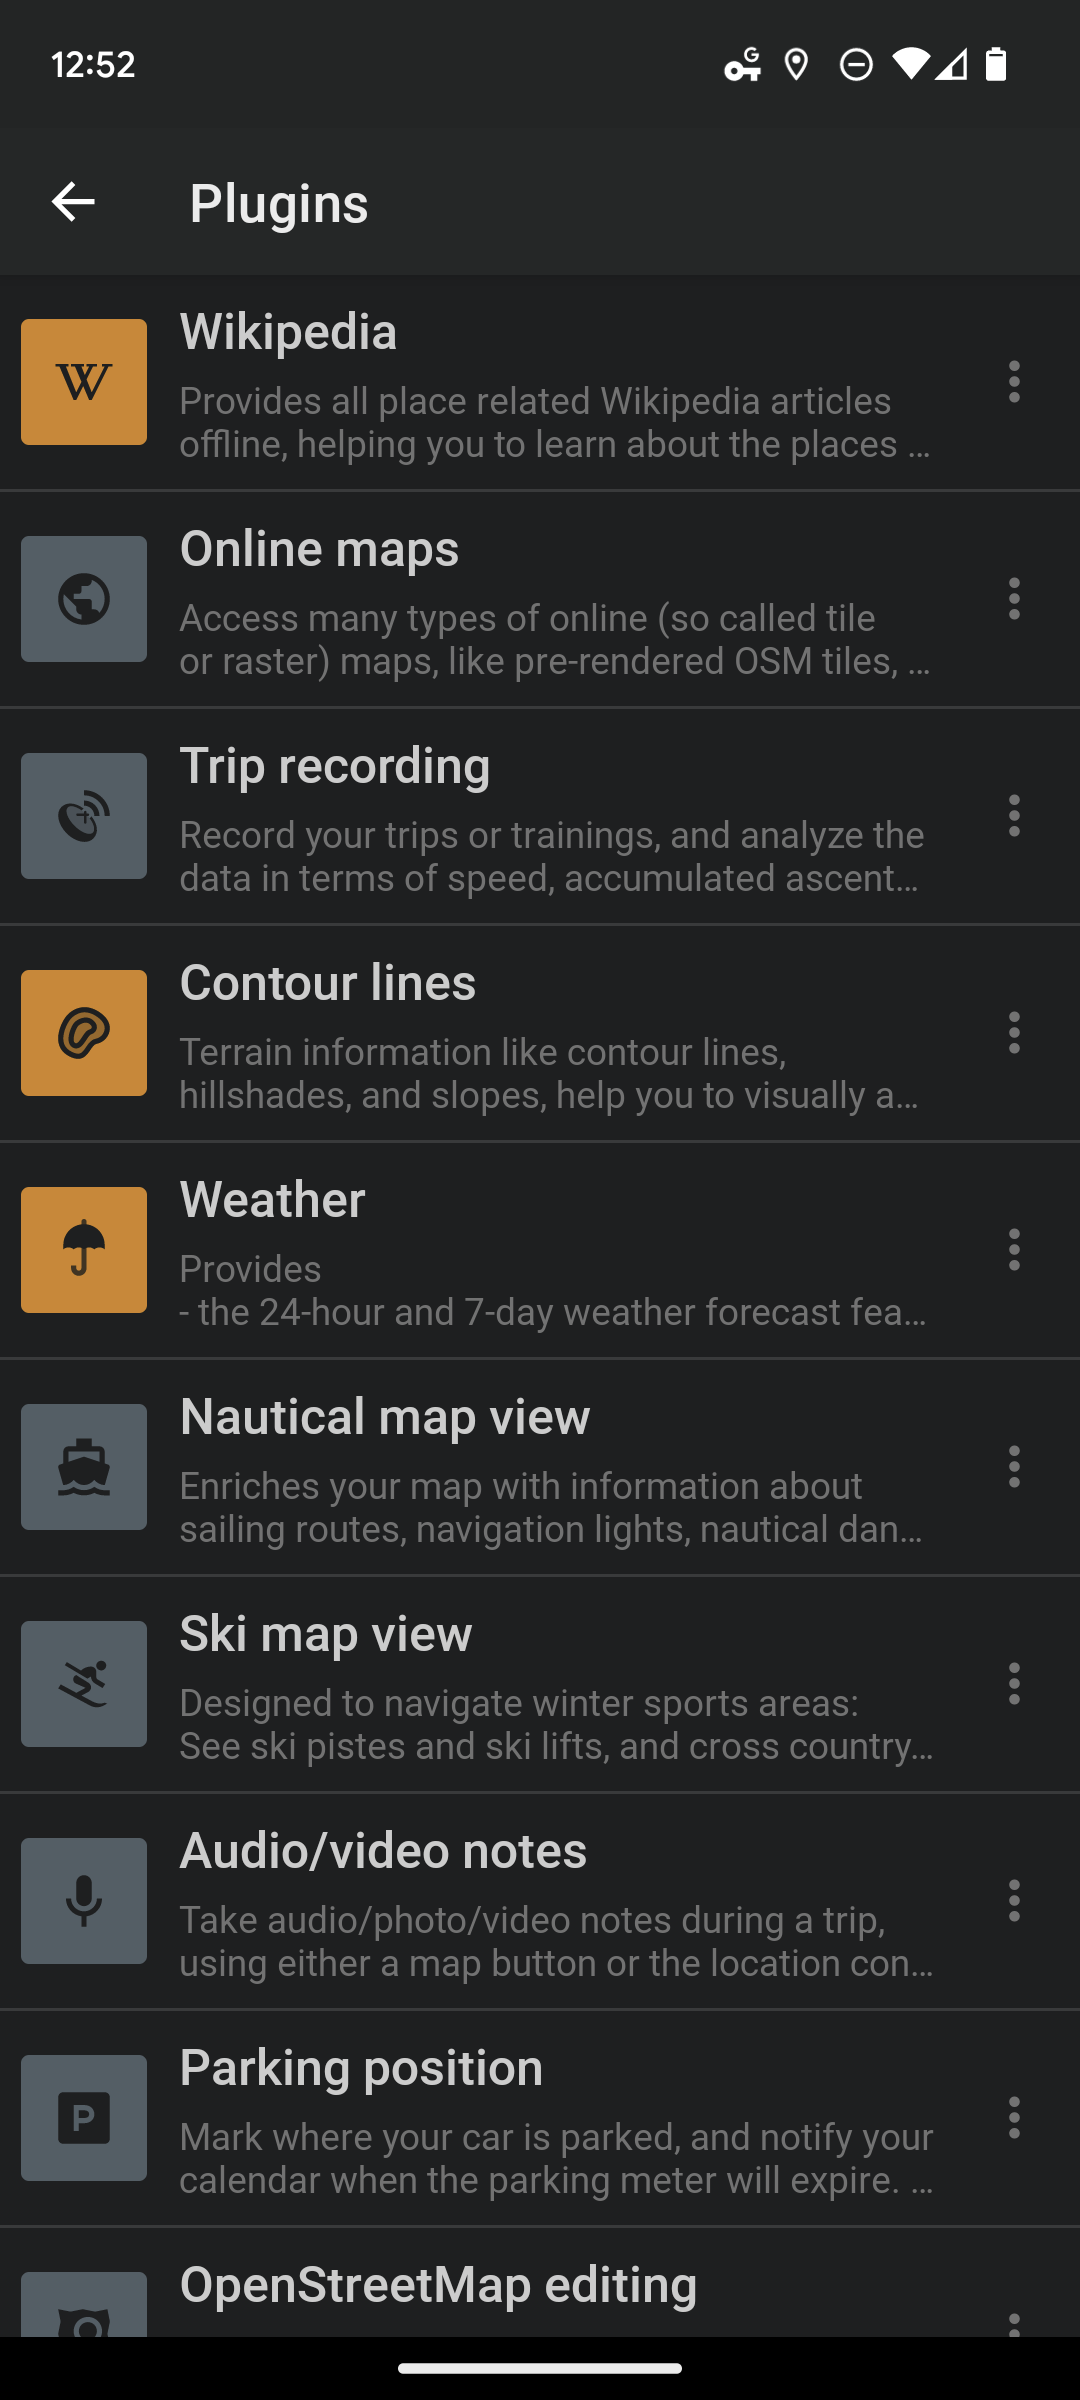 12:52
G
Plugins
W
Wikipedia
Provides all place related Wikipedia articles
offline, helping you to learn about the places ...
Online maps
Access many types of online (so called tile
or raster) maps, like pre-rendered OSM tiles, ...
Trip recording
Record your trips or trainings, and analyze the
data in terms of speed, accumulated ascent...
Contour lines
Terrain information like contour lines,
hillshades, and slopes, help you to visually a...
Weather
Provides
- the 24-hour and 7-day weather forecast fea...
Nautical map view
Enriches your map with information about
sailing routes, navigation lights, nautical dan...
Ski map view
Designed to navigate winter sports areas:
See ski pistes and ski lifts, and cross country...
Audio/video notes
Take audio/photo/video notes during a trip,
using either a map button or the location con...
P
Parking position
Mark where your car is parked, and notify your
calendar when the parking meter will expire. ...
OpenStreetMap editing